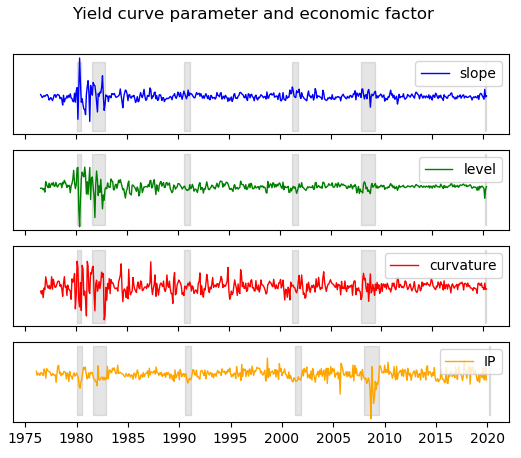 Yield curve parameter and economic factor
slope
level
curvature
IP
1975 1980 1985 1990 1995 2000 2005 2010 2015 2020